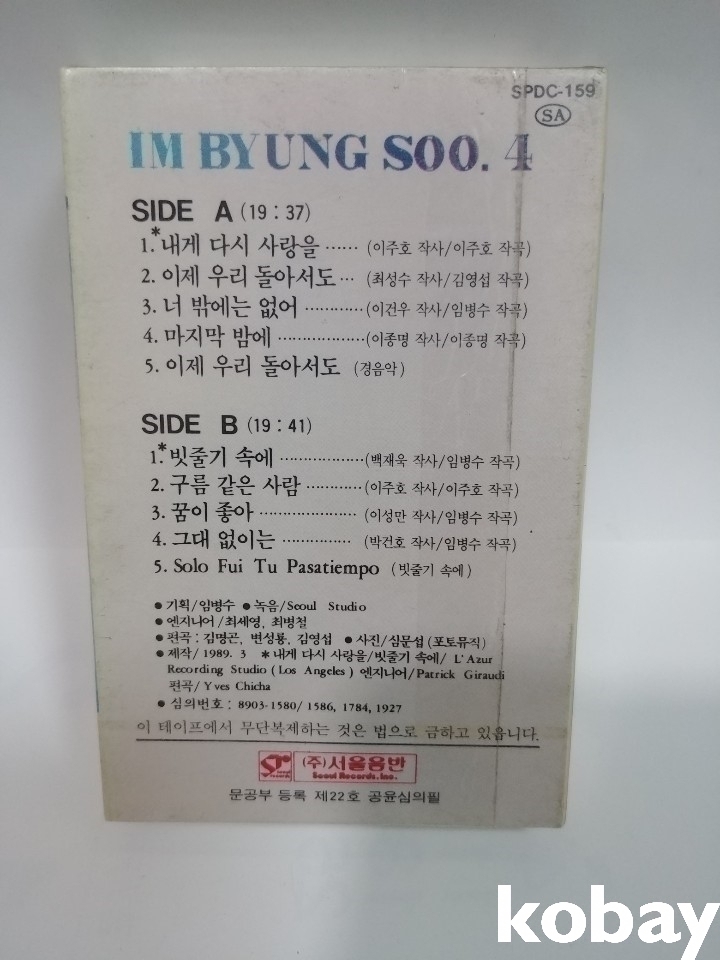 SPDC-159
SA
IM BYUNG SOO. 4
SIDE A (19 : 37)
1.*내게 다시 사랑을 ······ (이주호 작사/이주호 작곡)
2. 이제 우리 돌아서도 ··· (최성수 작사/김영섭 작곡)
3. 너 밖에는 없어 ············ (이건우 작사/임병수 작곡)
4. 마지막 밤에 ·················· (이종명 작사/이종명 작곡)
5. 이제 우리 돌아서도 (경음악)
SIDE B (19 : 41)
1.*빗줄기 속에 ·················· (백재욱 작사/임병수 작곡)
2. 구름 같은 사람 ············ (이주호 작사/이주호 작곡)
3. 꿈이 좋아 ····················· (이성만 작사/임병수 작곡)
4. 그대 없이는 ··············· (박건호 작사/임병수 작곡)
5. Solo Fui Tu Pasatiempo (빗줄기 속에)
● 기획/임병수 ● 녹음/Seoul Studio
● 엔지니어/최세영, 최병철
● 편곡 : 김명곤, 변성룡, 김영섭 ● 사진/심문섭 (포토뮤직)
● 제작/ 1989. 3 * 내게 다시 사랑을/빗줄기 속에/ L'Azur
Recording Studio (Los Angeles) 엔지니어/Patrick Giraudi
편곡/ Yves Chicha
● 심의번호 : 8903-1580/ 1586, 1784, 1927
이 테이프에서 무단복제하는 것은 법으로 금하고 있읍니다.
sr seoul records (주)서울음반
Seoul Records, Inc.
문공부 등록 제22호 공윤심의필
kobay